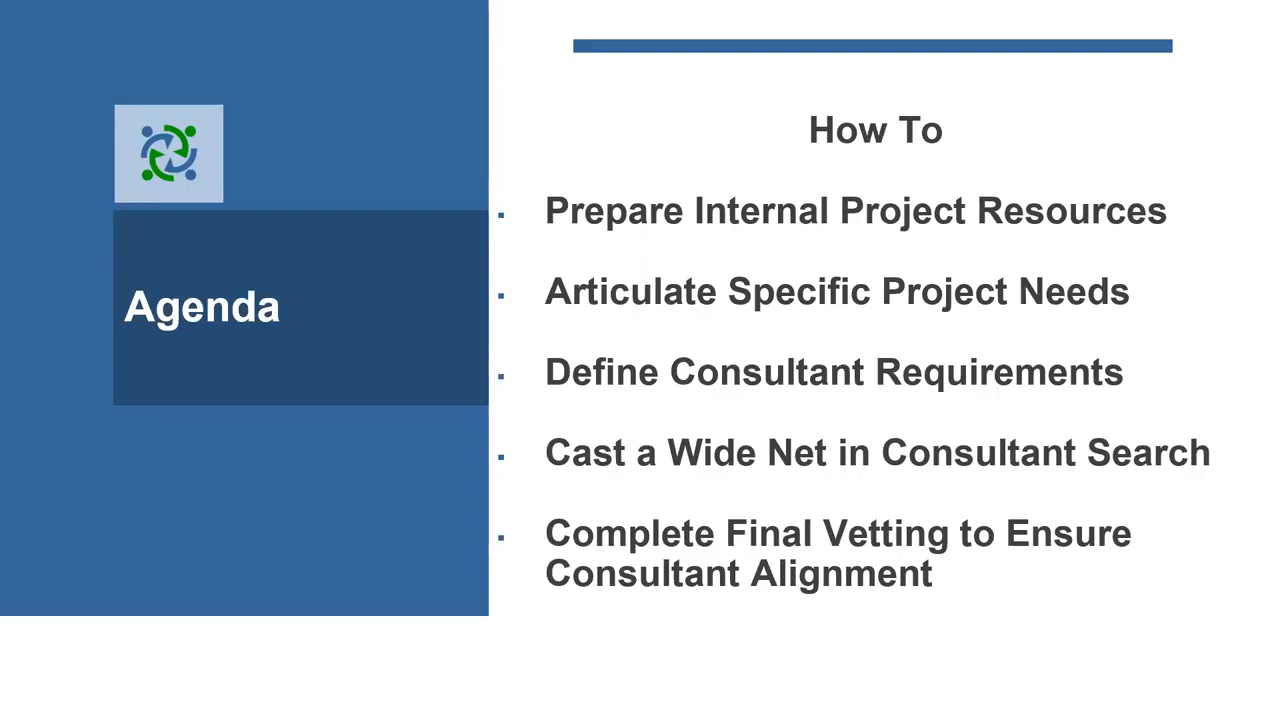 Agenda
How To
▪ Prepare Internal Project Resources
▪ Articulate Specific Project Needs
▪ Define Consultant Requirements
▪ Cast a Wide Net in Consultant Search
▪ Complete Final Vetting to Ensure
Consultant Alignment